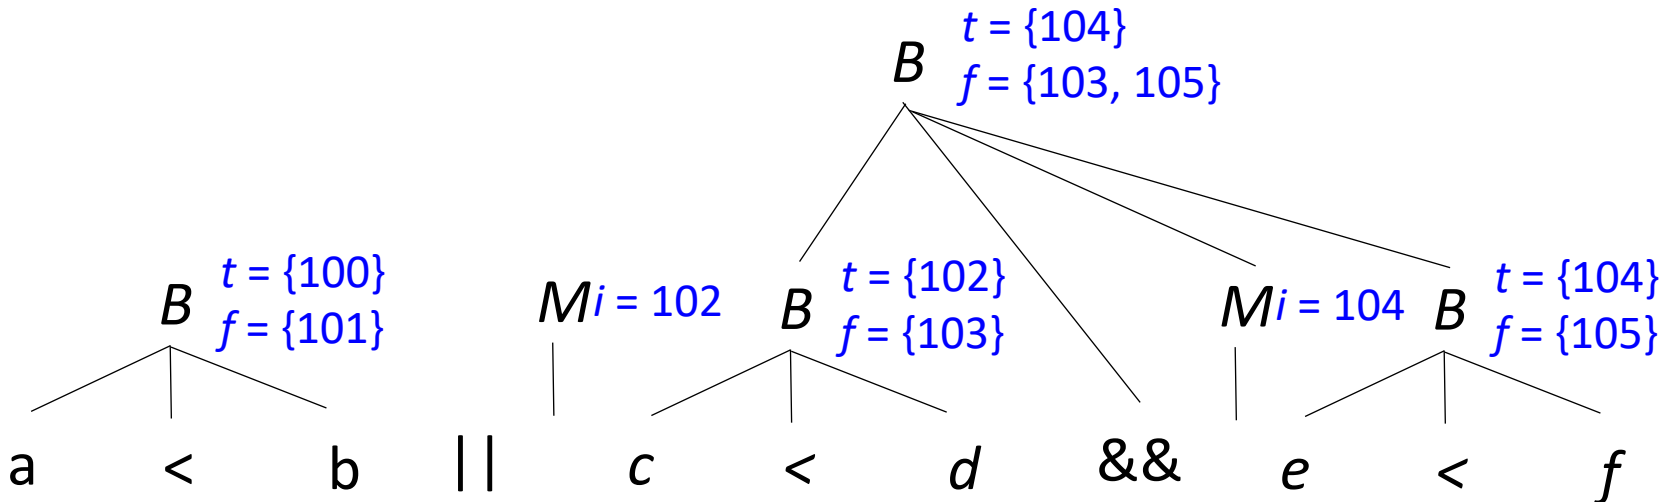 B t = {104}
f = {103, 105}
B t = {100}
f = {101}
M i = 102
B t = {102}
f = {103}
M i = 104
B t = {104}
f = {105}
a < b || c < d && e < f